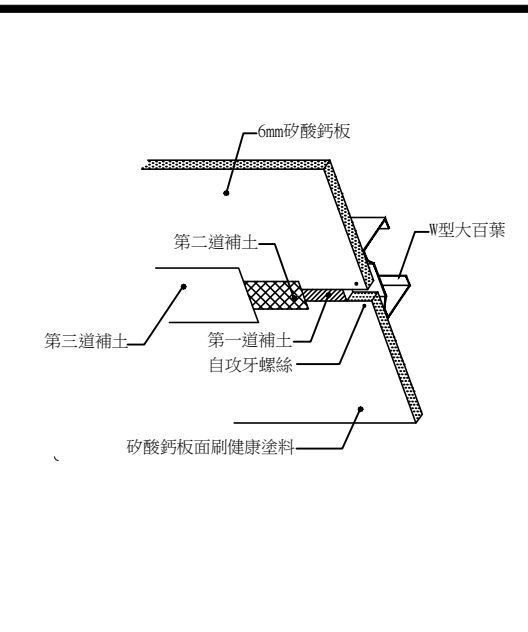 6mm矽酸鈣板
W型大百葉
第二道補土
第三道補土
第一道補土
自攻牙螺絲
矽酸鈣板面刷健康塗料